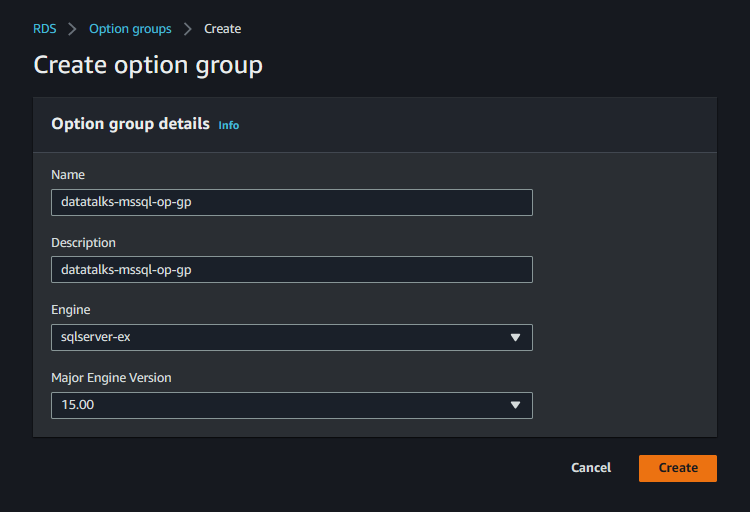 RDS > Option groups > Create
Create option group
Option group details Info
Name
datatalks-mssql-op-gp
Description
datatalks-mssql-op-gp
Engine
sqlserver-ex
Major Engine Version
15.00
Cancel Create